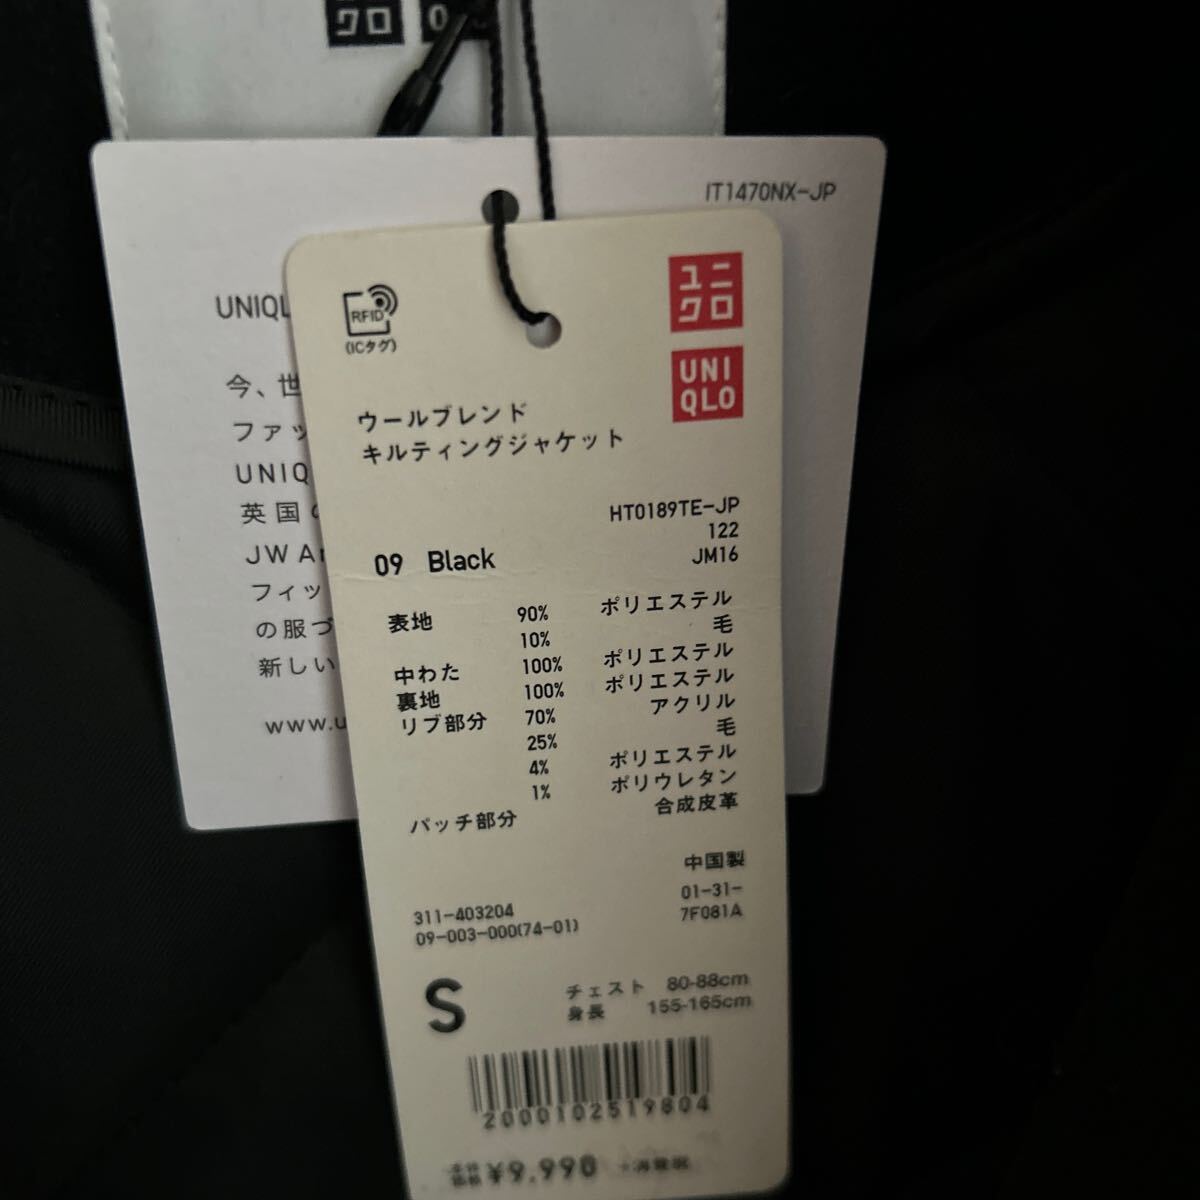 クロ
IT1470NX-JP
UNIQL
今、世
ファッ
UNIQ
英国の
JW A
フィッ
の服づ
新しい
www.u
RFID
(ICタグ)
ユニ
クロ
UNI
QLO
ウールブレンド
キルティングジャケット
HT0189TE-JP
122
JM16
09 Black
表地 90% ポリエステル
10% 毛
中わた 100% ポリエステル
裏地 100% ポリエステル
リブ部分 70% アクリル
25% 毛
4% ポリエステル
1% ポリウレタン
パッチ部分 合成皮革
中国製
311-403204 01-31-
09-003-000(74-01) 7F081A
S チェスト 80-88cm
身長 155-165cm
2000102519804
¥9,990